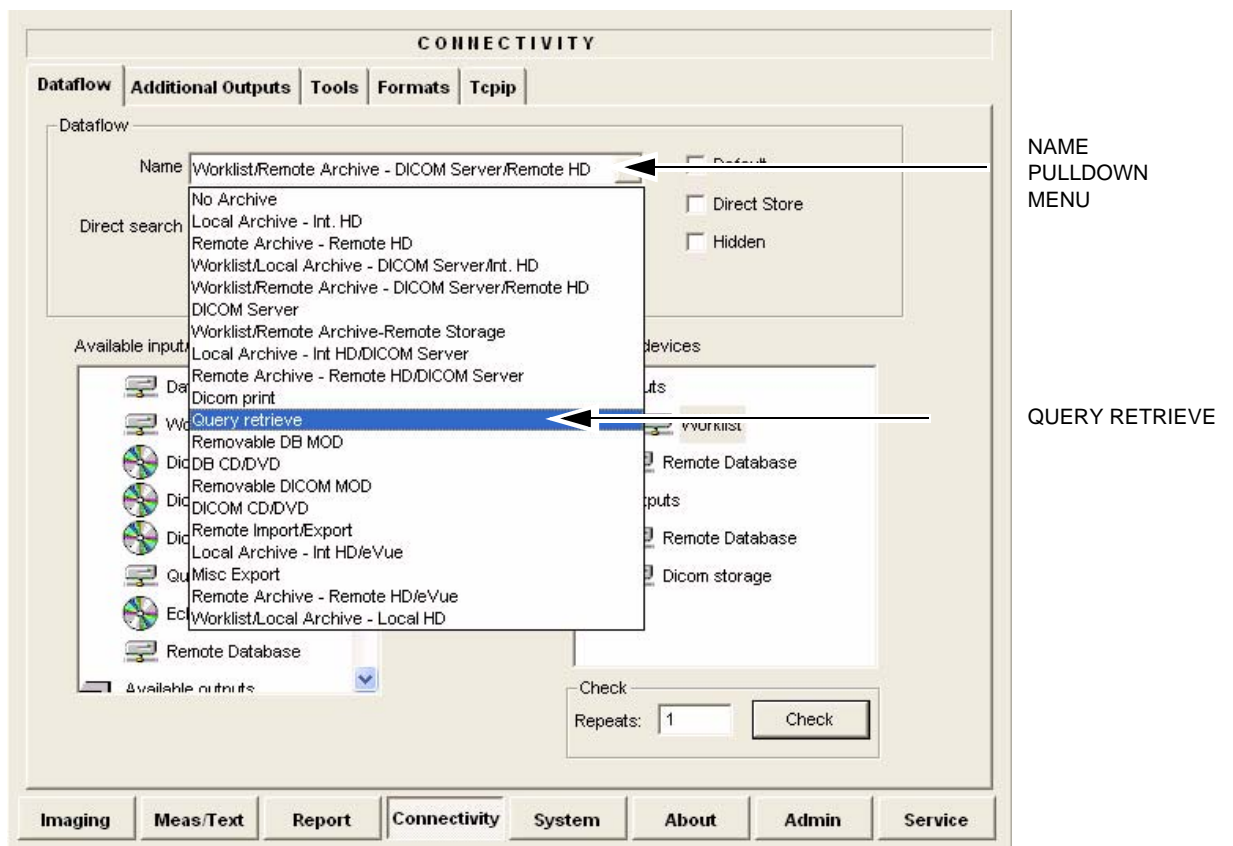 CONNECTIVITY
Dataflow Additional Outputs Tools Formats Tcpip
Dataflow
Name Worklist/Remote Archive - DICOM Server/Remote HD
NAME
PULLDOWN
MENU
Direct search
Direct Store
Hidden
No Archive
Local Archive - Int. HD
Remote Archive - Remote HD
Worklist/Local Archive - DICOM Server/Int. HD
Worklist/Remote Archive - DICOM Server/Remote HD
DICOM Server
Worklist/Remote Archive-Remote Storage
Local Archive - Int HD/DICOM Server
Remote Archive - Remote HD/DICOM Server
Dicom print
Query retrieve
Removable DB MOD
DB CD/DVD
Removable DICOM MOD
DICOM CD/DVD
Remote Import/Export
Local Archive - Int HD/eVue
Misc Export
Remote Archive - Remote HD/eVue
Worklist/Local Archive - Local HD
QUERY RETRIEVE
Available
Remote Database
Available outputs
devices
Worklist
Remote Database
Remote Database
Dicom storage
Check
Repeats: 1 Check
Imaging Meas/Text Report Connectivity System About Admin Service